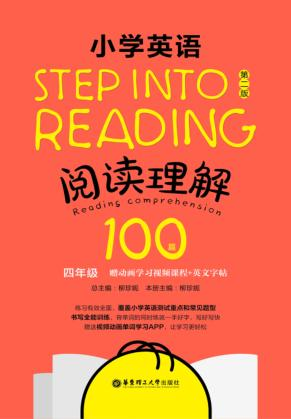 小学英语
STEP INTO
第二版
READING
阅读理解
Reading comprehension
100篇
四年级 赠动画学习视频课程+英文字帖
总主编：柳珍妮 本册主编：柳珍妮
练习有效全面，覆盖小学英语测试重点和常见题型
书写全能训练，背单词的同时练就一手好字，写好写快
赠送视频动画单词学习APP，让学习更轻松
华东理工大学出版社